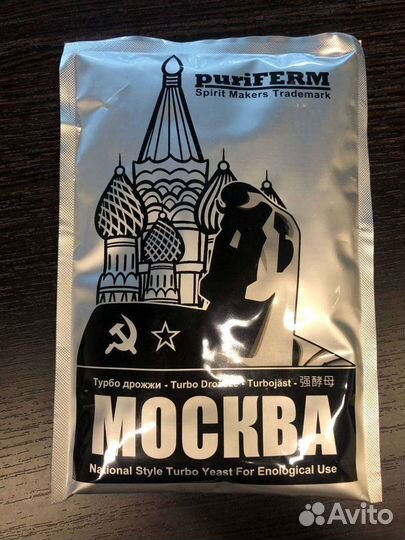 puriFERM
Spirit Makers Trademark
Турбо дрожжи - Turbo - Turbojäst - 强酵母
МОСКВА
National Style Turbo Yeast For Enological Use
Avito